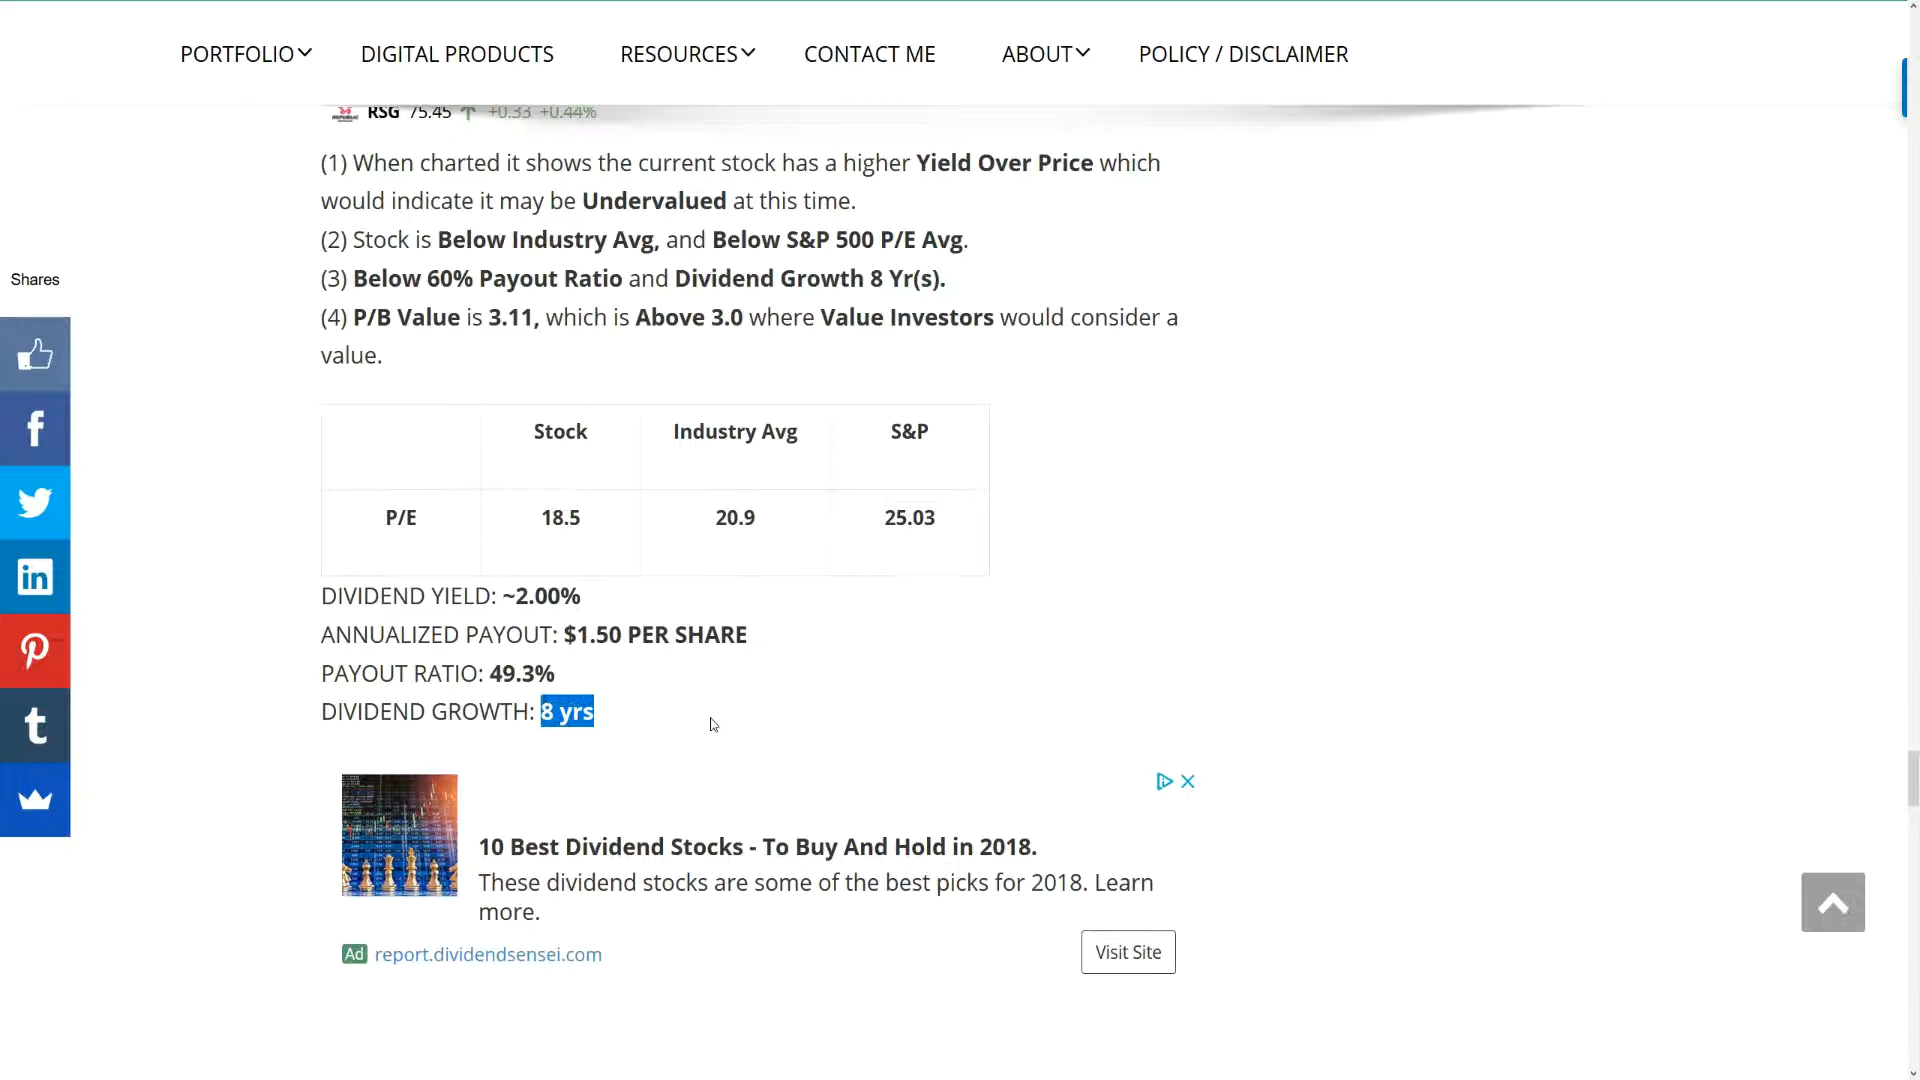 PORTFOLIO DIGITAL PRODUCTS RESOURCES CONTACT ME ABOUT POLICY / DISCLAIMER
RSG 75.45 +0.33 +0.44%
(1) When charted it shows the current stock has a higher Yield Over Price which
would indicate it may be Undervalued at this time.
(2) Stock is Below Industry Avg, and Below S&P 500 P/E Avg.
(3) Below 60% Payout Ratio and Dividend Growth 8 Yr(s).
(4) P/B Value is 3.11, which is Above 3.0 where Value Investors would consider a
value.
Shares
Stock Industry Avg S&P
P/E 18.5 20.9 25.03
DIVIDEND YIELD: ~2.00%
ANNUALIZED PAYOUT: $1.50 PER SHARE
PAYOUT RATIO: 49.3%
DIVIDEND GROWTH: 8 yrs
10 Best Dividend Stocks - To Buy And Hold in 2018.
These dividend stocks are some of the best picks for 2018. Learn
more.
Ad report.dividendsensei.com
Visit Site